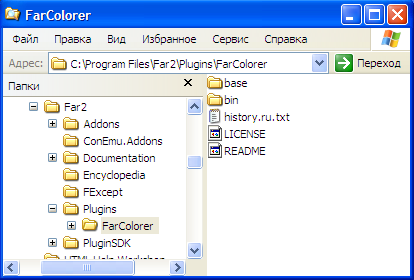 FarColorer
Файл Правка Вид Избранное Сервис Справка
Адрес: C:\Program Files\Far2\Plugins\FarColorer Переход
Папки
Far2
Addons
ConEmu.Addons
Documentation
Encyclopedia
FExcept
Plugins
FarColorer
PluginSDK
HTML Help Workshop
base
bin
history.ru.txt
LICENSE
README